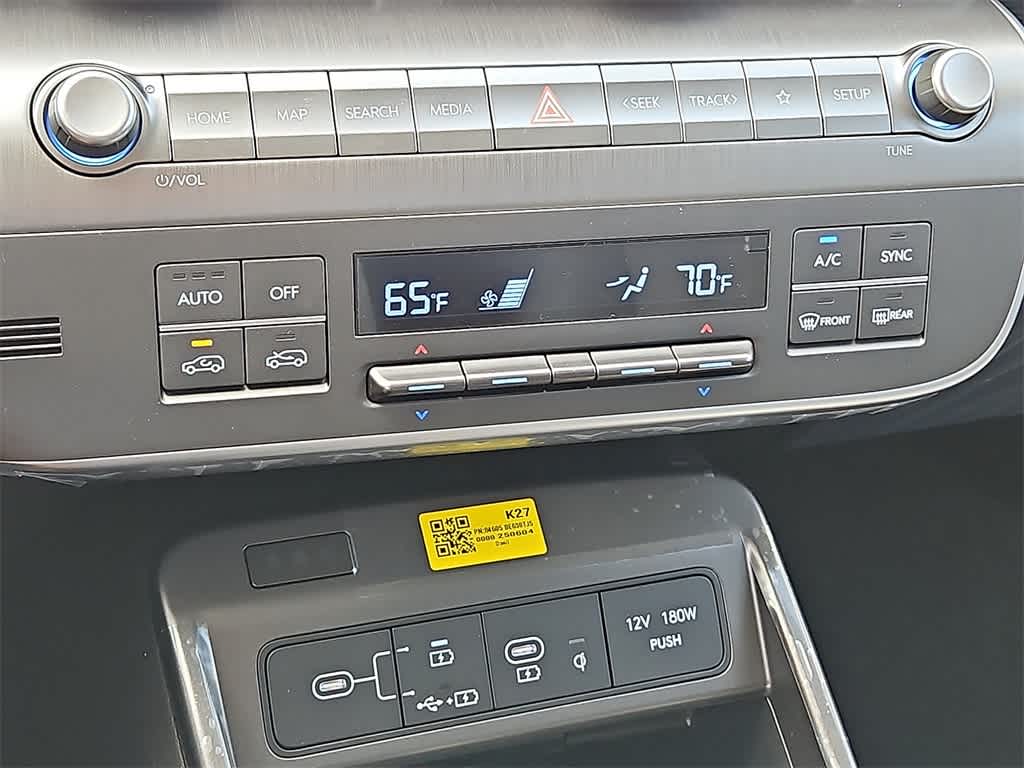 HOME MAP SEARCH MEDIA <SEEK TRACK> SETUP
/VOL
TUNE
65°F 70°F
AUTO OFF
A/C SYNC
FRONT REAR
K27
12V 180W
PUSH